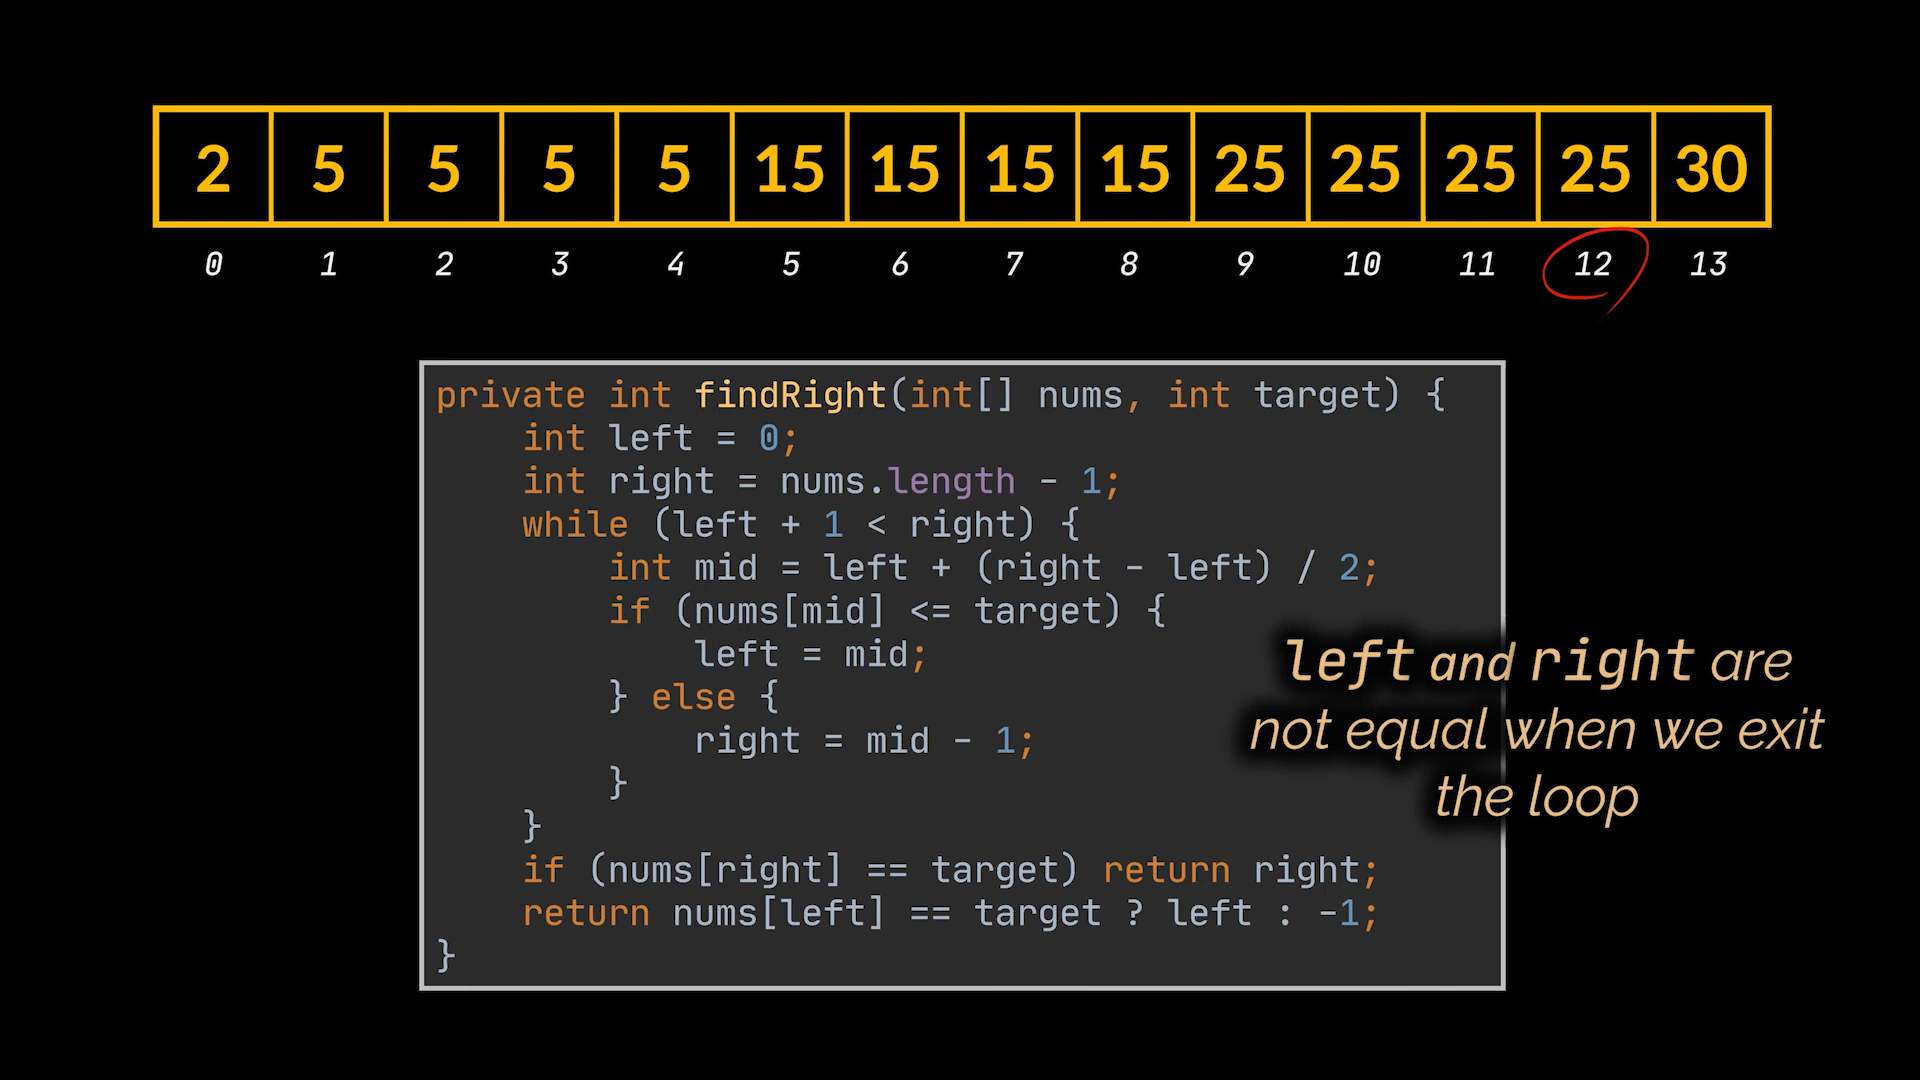 2 5 5 5 5 15 15 15 15 25 25 25 25 30
0 1 2 3 4 5 6 7 8 9 10 11 12 13
private int findRight(int[] nums, int target) {
    int left = 0;
    int right = nums.length - 1;
    while (left + 1 < right) {
        int mid = left + (right - left) / 2;
        if (nums[mid] <= target) {
            left = mid;
        } else {
            right = mid - 1;
        }
    }
    if (nums[right] == target) return right;
    return nums[left] == target ? left : -1;
}
left and right are
not equal when we exit
the loop